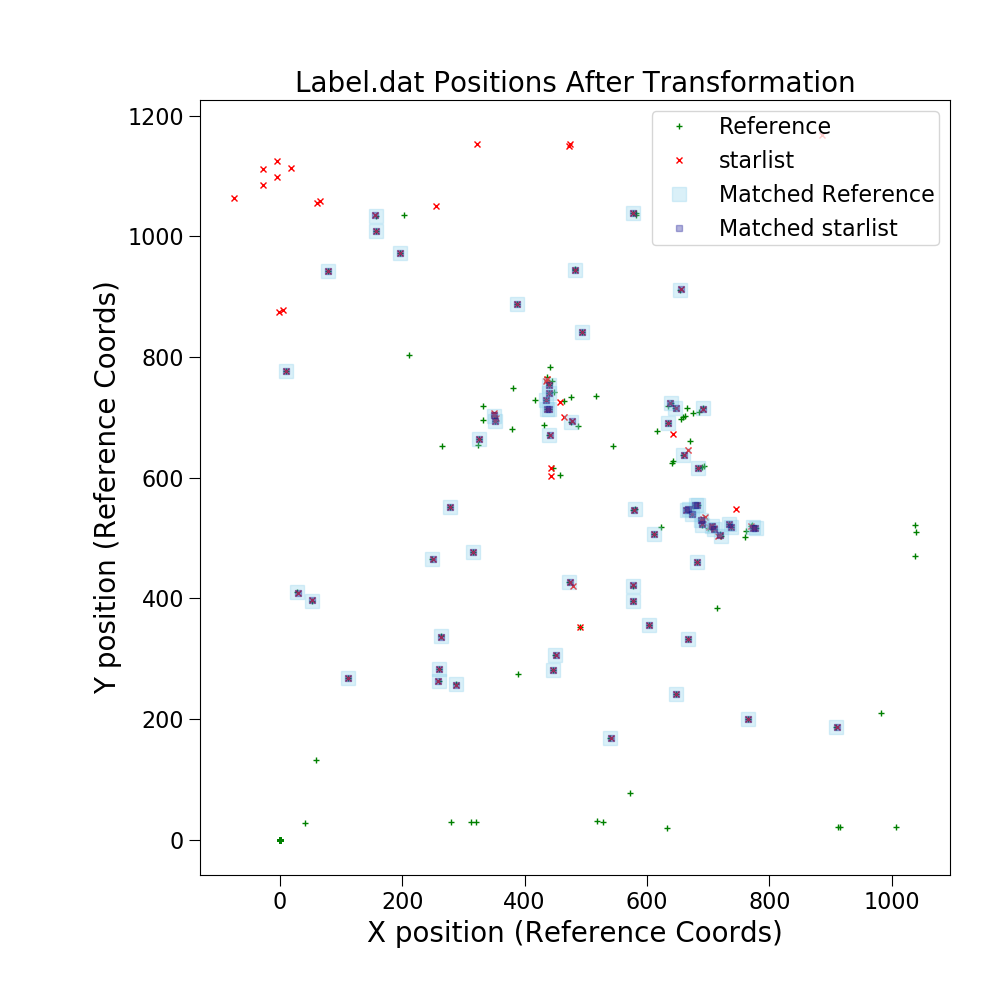 Label.dat Positions After Transformation
Reference
starlist
Matched Reference
Matched starlist
Y position (Reference Coords)
1200
1000
800
600
400
200
0
0 200 400 600 800 1000
X position (Reference Coords)